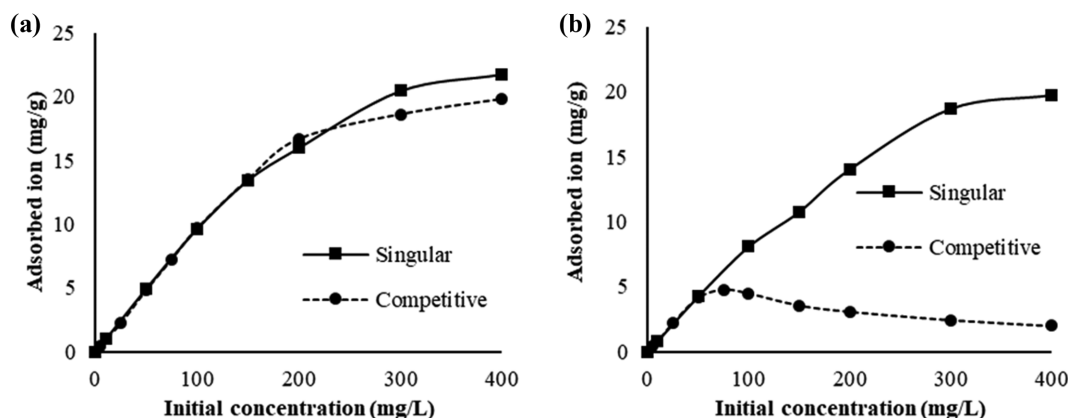 (a)
25
20
15
10
5
0
Adsorbed ion (mg/g)
Singular
Competitive
0 100 200 300 400
Initial concentration (mg/L)
(b)
25
20
15
10
5
0
Adsorbed ion (mg/g)
Singular
Competitive
0 100 200 300 400
Initial concentration (mg/L)